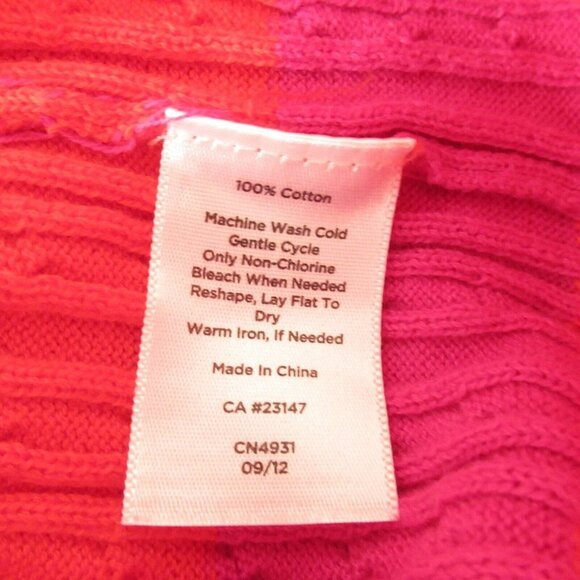 100% Cotton
Machine Wash Cold
Gentle Cycle
Only Non-Chlorine
Bleach When Needed
Reshape, Lay Flat To
Dry
Warm Iron, If Needed
Made In China
CA #23147
CN4931
09/12